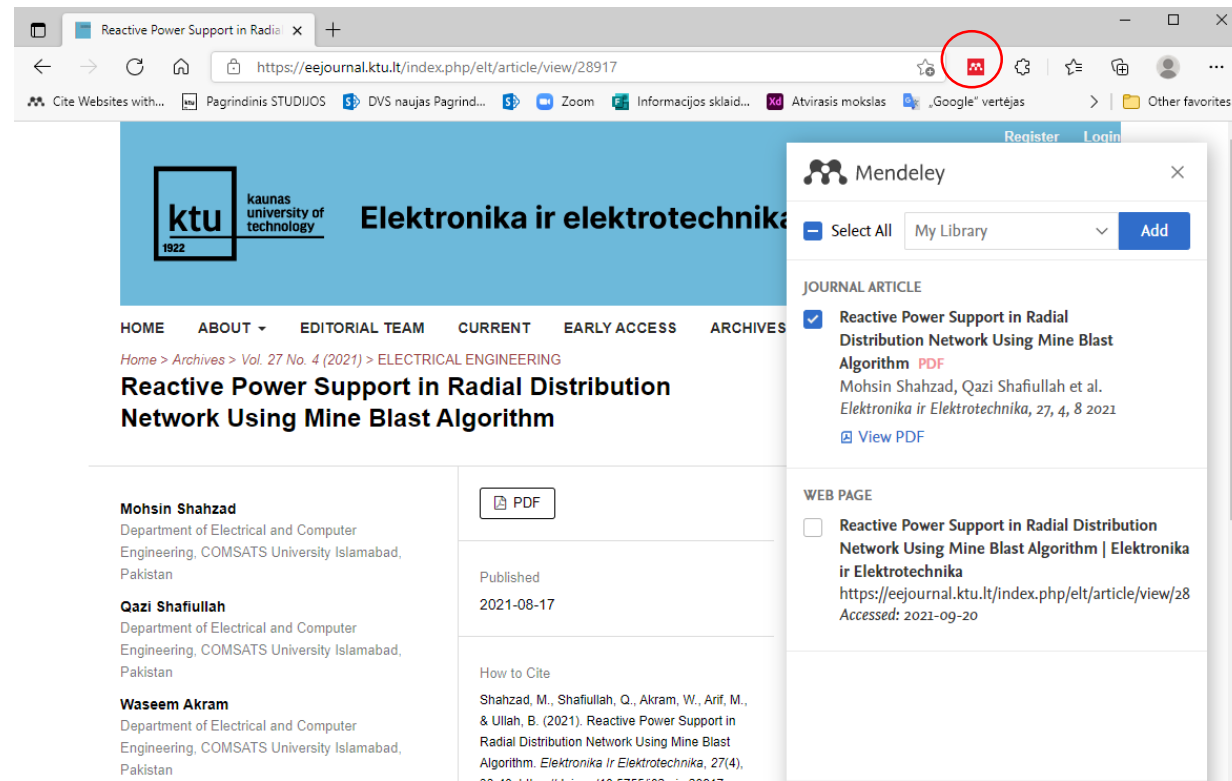 Reactive Power Support in Radial
https://eejournal.ktu.lt/index.php/elt/article/view/28917
Cite Websites with... Pagrindinis STUDIJOS DVS naujas Pagrind... Zoom Informacijos sklaid... Atvirasis mokslas „Google“ vertėjas Other favorites
Register Login
ktu
1922
kaunas
university of
technology
Elektronika ir elektrotechnika
HOME ABOUT EDITORIAL TEAM CURRENT EARLY ACCESS ARCHIVES
Home > Archives > Vol. 27 No. 4 (2021) > ELECTRICAL ENGINEERING
Reactive Power Support in Radial Distribution
Network Using Mine Blast Algorithm
Mohsin Shahzad
Department of Electrical and Computer
Engineering, COMSATS University Islamabad,
Pakistan
Qazi Shafiullah
Department of Electrical and Computer
Engineering, COMSATS University Islamabad,
Pakistan
Waseem Akram
Department of Electrical and Computer
Engineering, COMSATS University Islamabad,
Pakistan
PDF
Published
2021-08-17
How to Cite
Shahzad, M., Shafiullah, Q., Akram, W., Arif, M.,
& Ullah, B. (2021). Reactive Power Support in
Radial Distribution Network Using Mine Blast
Algorithm. Elektronika Ir Elektrotechnika, 27(4),
Mendeley
Select All My Library Add
JOURNAL ARTICLE
Reactive Power Support in Radial
Distribution Network Using Mine Blast
Algorithm PDF
Mohsin Shahzad, Qazi Shafiullah et al.
Elektronika ir Elektrotechnika, 27, 4, 8 2021
View PDF
WEB PAGE
Reactive Power Support in Radial Distribution
Network Using Mine Blast Algorithm | Elektronika
ir Elektrotechnika
https://eejournal.ktu.lt/index.php/elt/article/view/28
Accessed: 2021-09-20